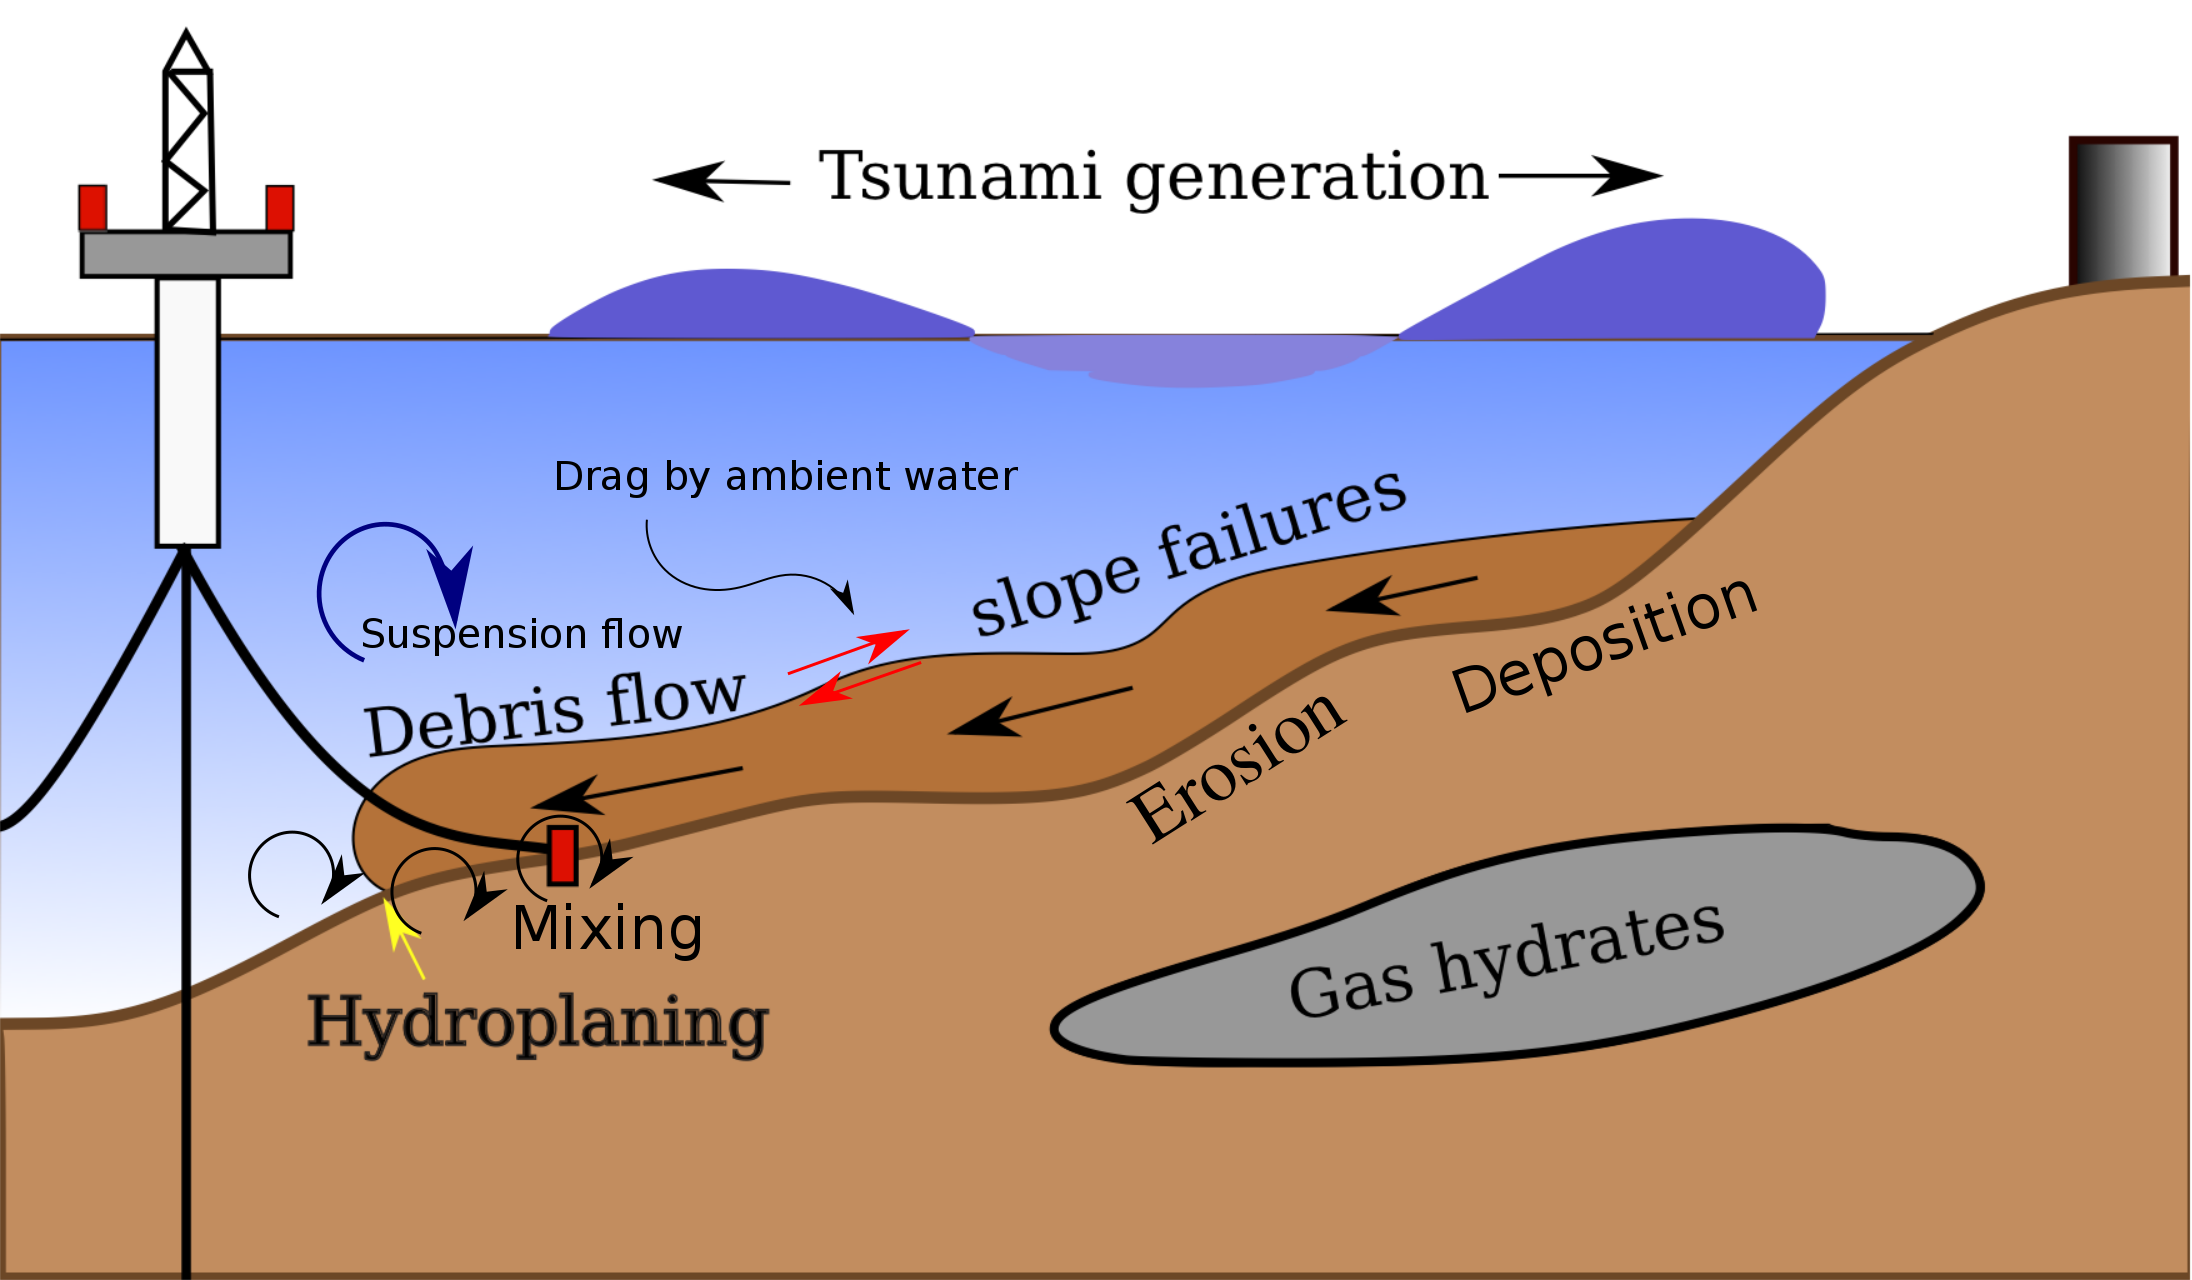 Tsunami generation
Drag by ambient water
slope failures
Suspension flow
Debris flow
Deposition
Erosion
Mixing
Gas hydrates
Hydroplaning